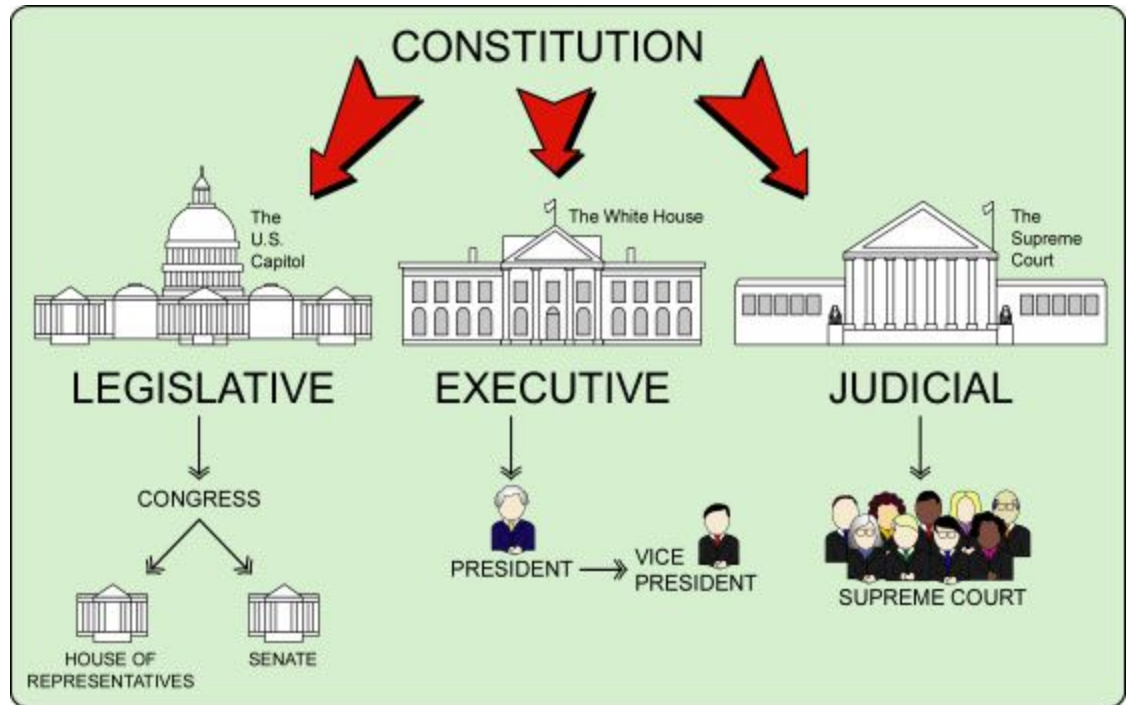 CONSTITUTION
The
U.S.
Capitol
The White House
The
Supreme
Court
LEGISLATIVE
EXECUTIVE
JUDICIAL
CONGRESS
HOUSE OF
REPRESENTATIVES
SENATE
PRESIDENT
VICE
PRESIDENT
SUPREME COURT